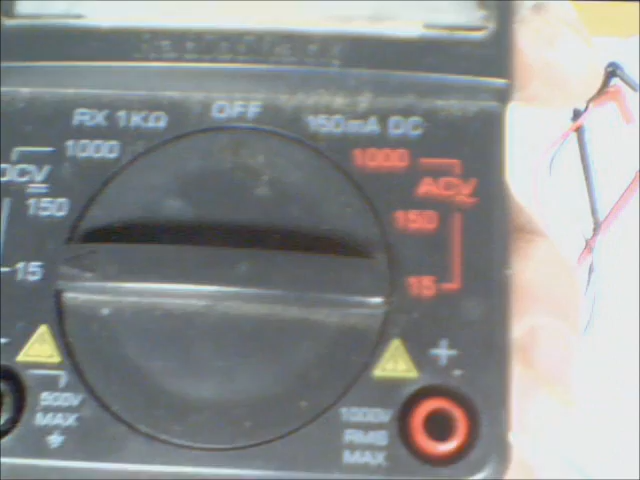 OFF
RX 1KΩ
150mA DC
1000
DCV
150
15
1000
ACV
150
15
500V
MAX
+
1000V
RMS
MAX